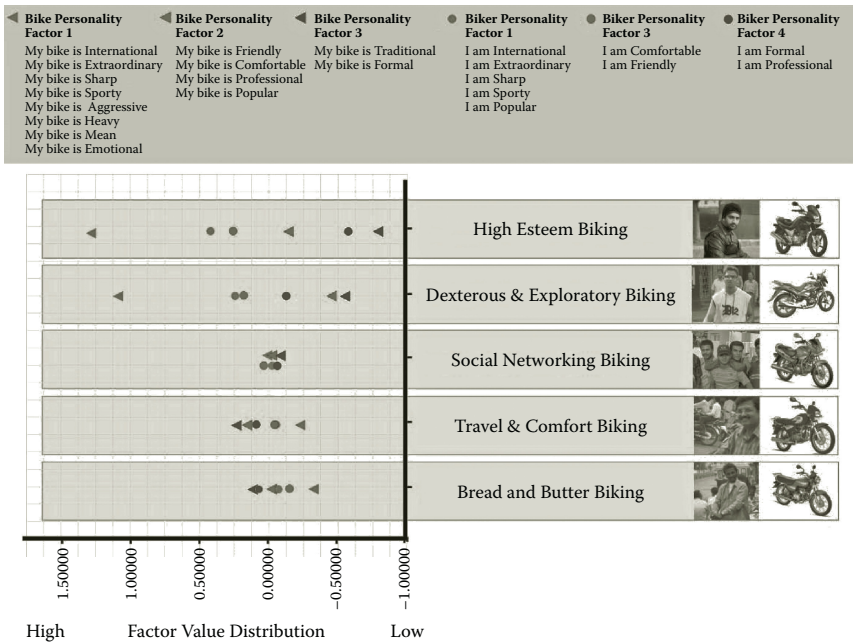 Bike Personality
Factor 1
My bike is International
My bike is Extraordinary
My bike is Sharp
My bike is Sporty
My bike is Aggressive
My bike is Heavy
My bike is Mean
My bike is Emotional
Bike Personality
Factor 2
My bike is Friendly
My bike is Comfortable
My bike is Professional
My bike is Popular
Bike Personality
Factor 3
My bike is Traditional
My bike is Formal
Biker Personality
Factor 1
I am International
I am Extraordinary
I am Sharp
I am Sporty
I am Popular
Biker Personality
Factor 3
I am Comfortable
I am Friendly
Biker Personality
Factor 4
I am Formal
I am Professional
High Esteem Biking
Dexterous & Exploratory Biking
Social Networking Biking
Travel & Comfort Biking
Bread and Butter Biking
1.50000
1.00000
0.50000
0.00000
−0.50000
−1.00000
High Factor Value Distribution Low